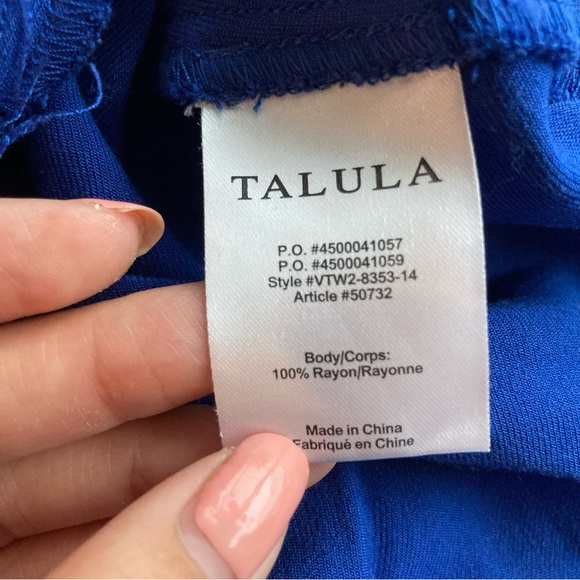 TALULA
P.O. #4500041057
P.O. #4500041059
Style #VTW2-8353-14
Article #50732
Body/Corps:
100% Rayon/Rayonne
Made in China
Fabriqué en Chine